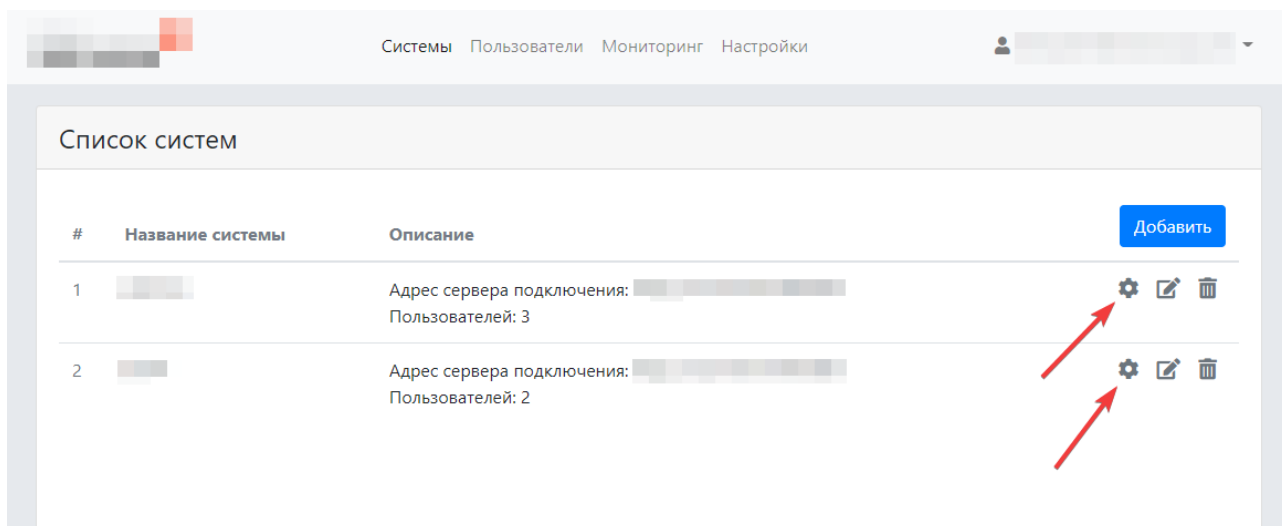 Системы Пользователи Мониторинг Настройки
Список систем
Добавить
# Название системы Описание
1 Адрес сервера подключения:
Пользователей: 3
2 Адрес сервера подключения:
Пользователей: 2